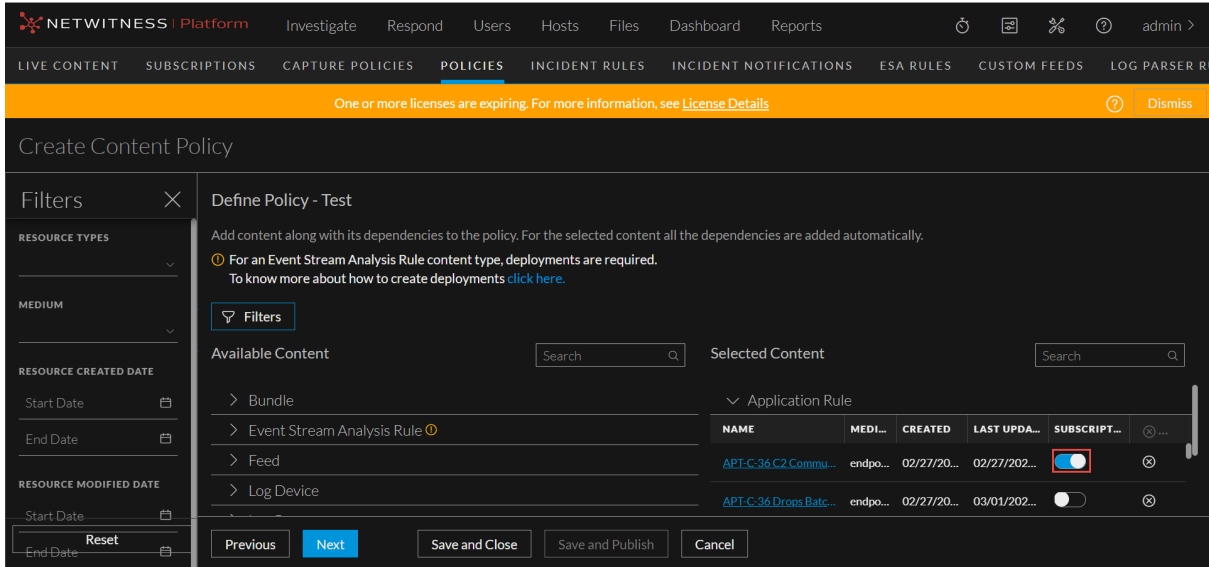 NETWITNESS | Platform Investigate Respond Users Hosts Files Dashboard Reports admin >
LIVE CONTENT SUBSCRIPTIONS CAPTURE POLICIES POLICIES INCIDENT RULES INCIDENT NOTIFICATIONS ESA RULES CUSTOM FEEDS LOG PARSER R
One or more licenses are expiring. For more information, see License Details Dismiss
Create Content Policy
Filters
RESOURCE TYPES
MEDIUM
RESOURCE CREATED DATE
Start Date
End Date
RESOURCE MODIFIED DATE
Start Date
End Date
Reset
Define Policy - Test
Add content along with its dependencies to the policy. For the selected content all the dependencies are added automatically.
For an Event Stream Analysis Rule content type, deployments are required.
To know more about how to create deployments click here.
Filters
Available Content Search
Bundle
Event Stream Analysis Rule
Feed
Log Device
Selected Content Search
Application Rule
NAME MEDI... CREATED LAST UPDA... SUBSCRIPT... ...
APT-C-36 C2 Commu... endpo... 02/27/20... 02/27/202...
APT-C-36 Drops Batc... endpo... 02/27/20... 03/01/202...
Previous Next Save and Close Save and Publish Cancel